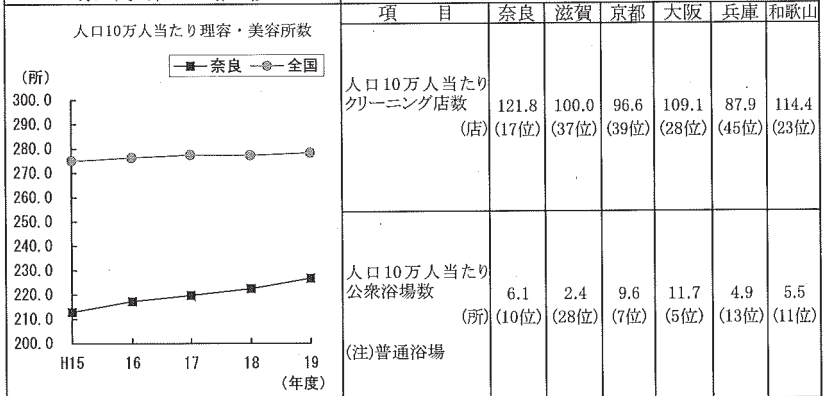 人口10万人当たり理容・美容所数
奈良 全国
(所)
300.0
290.0
280.0
270.0
260.0
250.0
240.0
230.0
220.0
210.0
200.0
H15 16 17 18 19
(年度)
項 目 奈良 滋賀 京都 大阪 兵庫 和歌山
人口10万人当たり
クリーニング店数 121.8 100.0 96.6 109.1 87.9 114.4
(店) (17位) (37位) (39位) (28位) (45位) (23位)
人口10万人当たり
公衆浴場数 6.1 2.4 9.6 11.7 4.9 5.5
(所) (10位) (28位) (7位) (5位) (13位) (11位)
(注)普通浴場